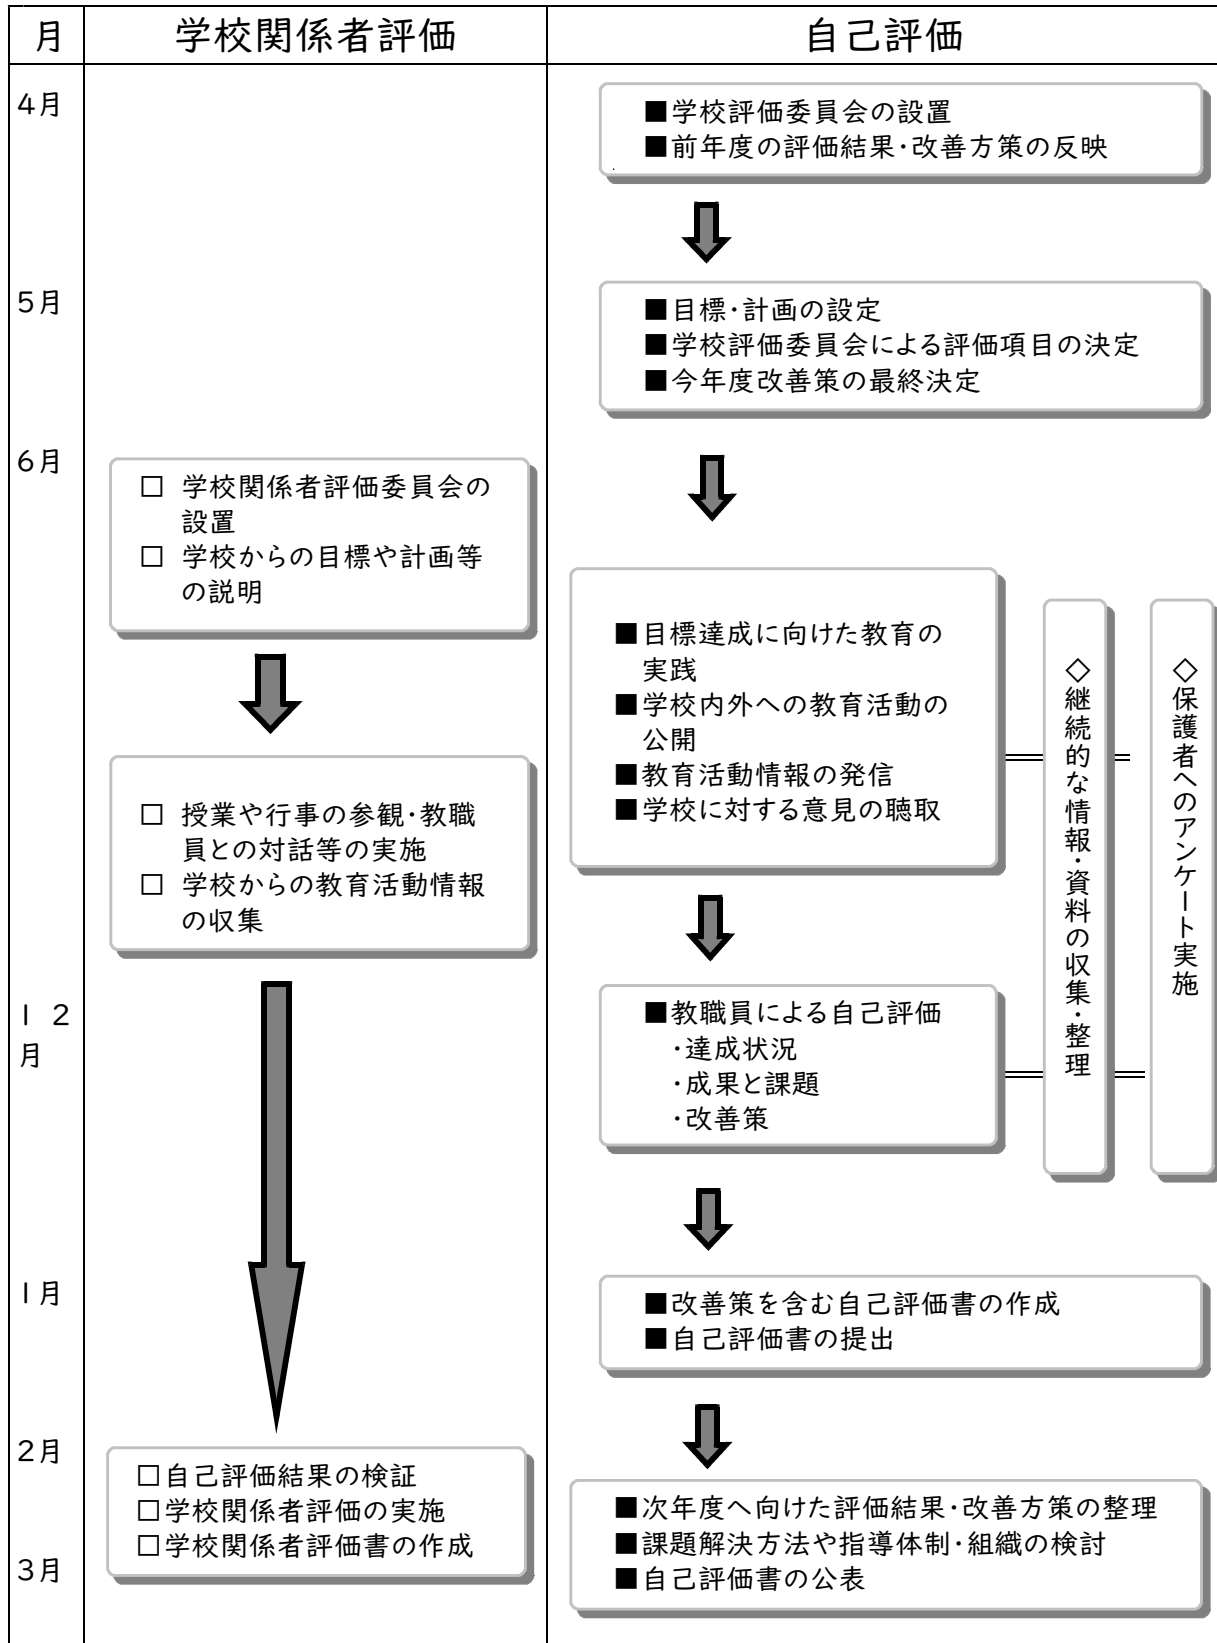 月
学校関係者評価
自己評価
4月
■学校評価委員会の設置
■前年度の評価結果・改善方策の反映
5月
■目標・計画の設定
■学校評価委員会による評価項目の決定
■今年度改善策の最終決定
6月
□ 学校関係者評価委員会の
設置
□ 学校からの目標や計画等
の説明
■目標達成に向けた教育の
実践
■学校内外への教育活動の
公開
■教育活動情報の発信
■学校に対する意見の聴取
◇継続的な情報・資料の収集・整理
◇保護者へのアンケート実施
□ 授業や行事の参観・教職
員との対話等の実施
□ 学校からの教育活動情報
の収集
12
月
■教職員による自己評価
・達成状況
・成果と課題
・改善策
1月
■改善策を含む自己評価書の作成
■自己評価書の提出
2月
□自己評価結果の検証
□学校関係者評価の実施
□学校関係者評価書の作成
3月
■次年度へ向けた評価結果・改善方策の整理
■課題解決方法や指導体制・組織の検討
■自己評価書の公表